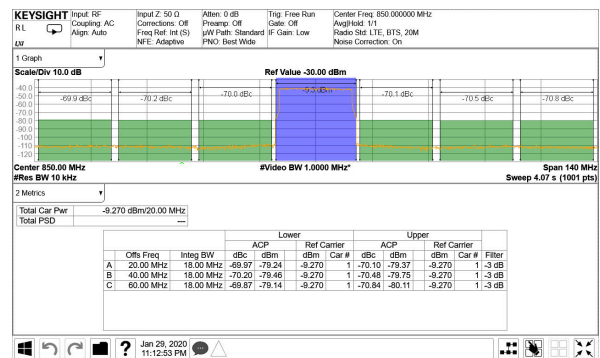 KEYSIGHT
R L
LXI
Input: RF
Coupling: AC
Align: Auto
Input Z: 50 Ω
Corrections: Off
Freq Ref: Int (S)
NFE: Adaptive
Atten: 0 dB
Preamp: Off
µW Path: Standard
PNO: Best Wide
Trig: Free Run
Gate: Off
IF Gain: Low
Center Freq: 850.000000 MHz
Avg|Hold: 1/1
Radio Std: LTE, BTS, 20M
Noise Correction: On
1 Graph
Scale/Div 10.0 dB
Ref Value -30.00 dBm
-40.0
-50.0
-60.0
-70.0
-80.0
-90.0
-100
-110
-120
-69.9 dBc
-70.2 dBc
-70.0 dBc
-9.3 dBm
-70.1 dBc
-70.5 dBc
-70.8 dBc
Center 850.00 MHz
#Video BW 1.0000 MHz*
Span 140 MHz
#Res BW 10 kHz
Sweep 4.07 s (1001 pts)
2 Metrics
Total Car Pwr -9.270 dBm/20.00 MHz
Total PSD ---
Lower Upper
ACP Ref Carrier ACP Ref Carrier
Offs Freq Integ BW dBc dBm dBm Car # dBc dBm dBm Car # Filter
A 20.00 MHz 18.00 MHz -69.97 -79.24 -9.270 1 -70.10 -79.37 -9.270 1 -3 dB
B 40.00 MHz 18.00 MHz -70.20 -79.46 -9.270 1 -70.48 -79.75 -9.270 1 -3 dB
C 60.00 MHz 18.00 MHz -69.87 -79.14 -9.270 1 -70.84 -80.11 -9.270 1 -3 dB
?
Jan 29, 2020
11:12:53 PM